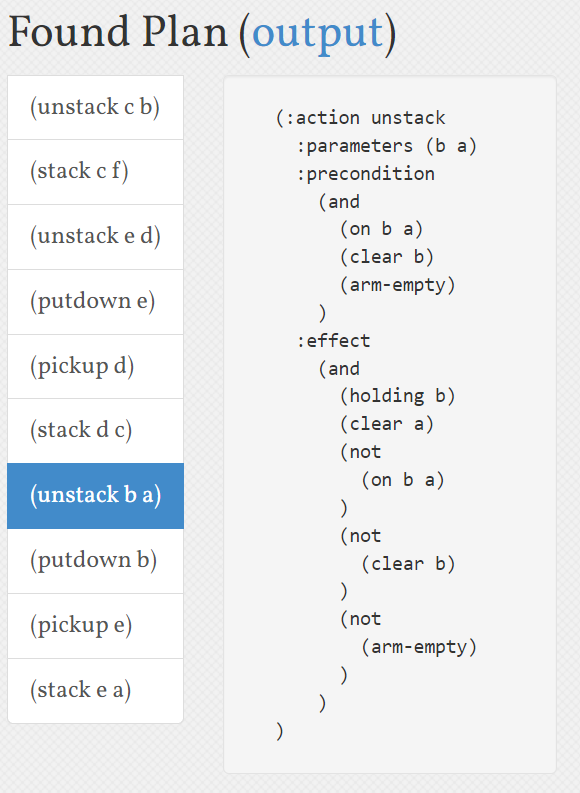 Found Plan (output)
(unstack c b)
(stack c f)
(unstack e d)
(putdown e)
(pickup d)
(stack d c)
(unstack b a)
(putdown b)
(pickup e)
(stack e a)
(:action unstack
  :parameters (b a)
  :precondition
    (and
      (on b a)
      (clear b)
      (arm-empty)
    )
  :effect
    (and
      (holding b)
      (clear a)
      (not
        (on b a)
      )
      (not
        (clear b)
      )
      (not
        (arm-empty)
      )
    )
)